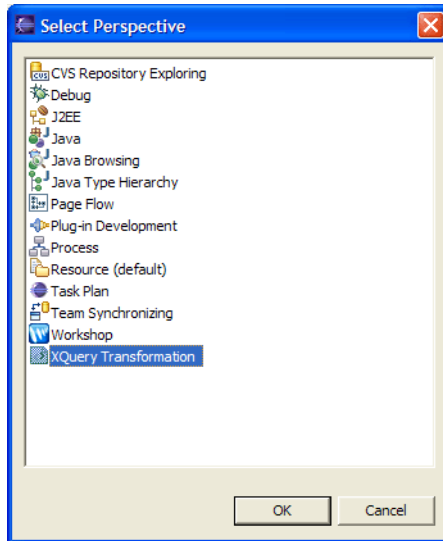 Select Perspective
CVS Repository Exploring
Debug
J2EE
Java
Java Browsing
Java Type Hierarchy
Page Flow
Plug-in Development
Process
Resource (default)
Task Plan
Team Synchronizing
Workshop
XQuery Transformation
OK
Cancel